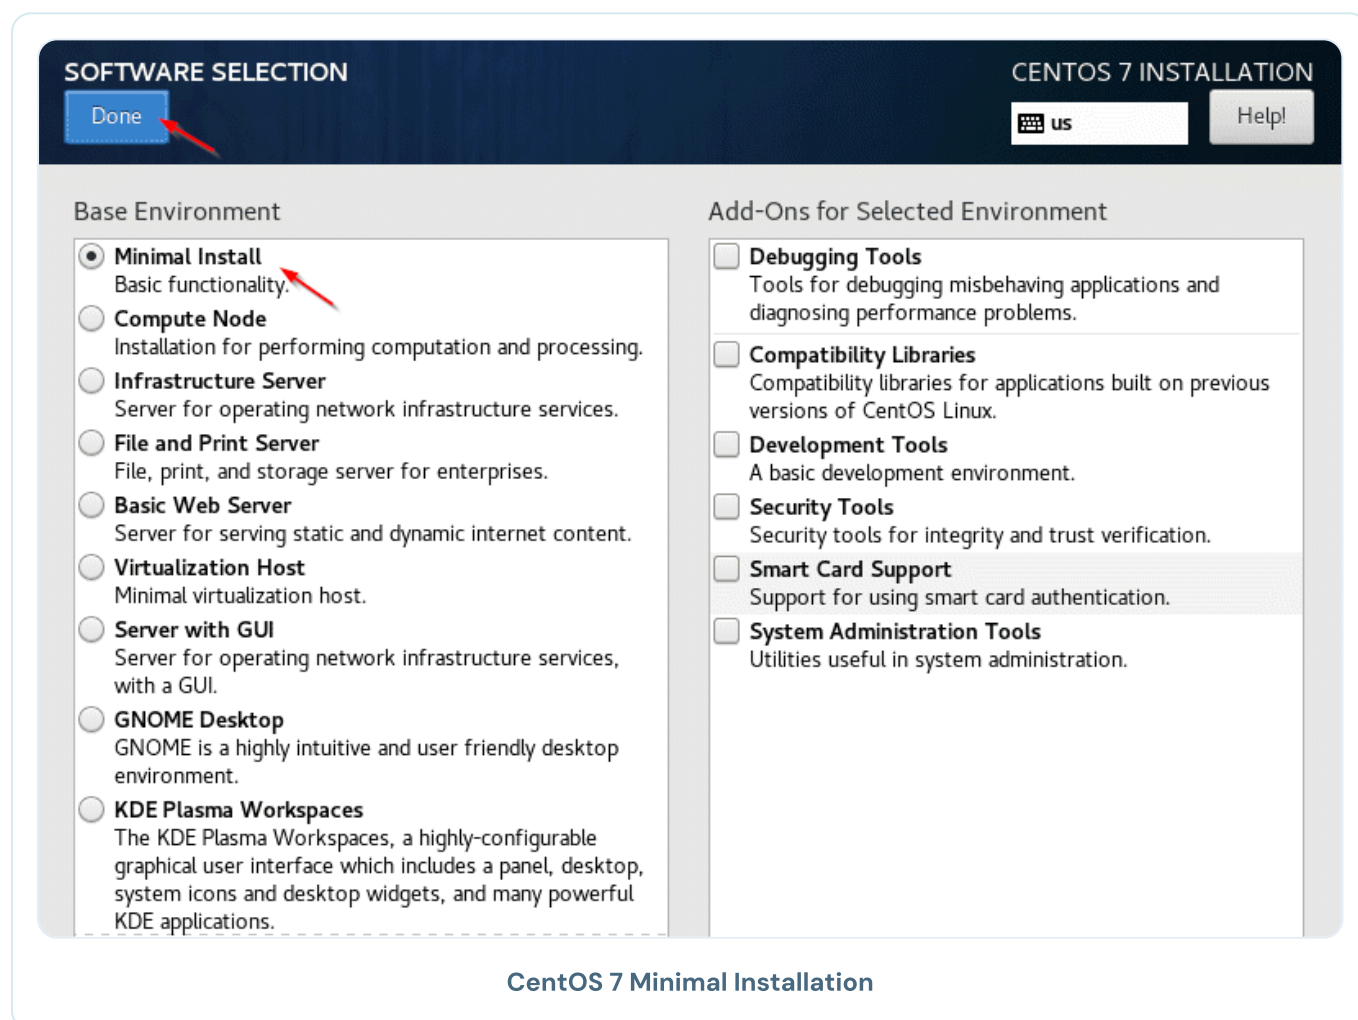 SOFTWARE SELECTION
Done
CENTOS 7 INSTALLATION
us
Help!
Base Environment
Minimal Install
Basic functionality.
Compute Node
Installation for performing computation and processing.
Infrastructure Server
Server for operating network infrastructure services.
File and Print Server
File, print, and storage server for enterprises.
Basic Web Server
Server for serving static and dynamic internet content.
Virtualization Host
Minimal virtualization host.
Server with GUI
Server for operating network infrastructure services,
with a GUI.
GNOME Desktop
GNOME is a highly intuitive and user friendly desktop
environment.
KDE Plasma Workspaces
The KDE Plasma Workspaces, a highly-configurable
graphical user interface which includes a panel, desktop,
system icons and desktop widgets, and many powerful
KDE applications.
Add-Ons for Selected Environment
Debugging Tools
Tools for debugging misbehaving applications and
diagnosing performance problems.
Compatibility Libraries
Compatibility libraries for applications built on previous
versions of CentOS Linux.
Development Tools
A basic development environment.
Security Tools
Security tools for integrity and trust verification.
Smart Card Support
Support for using smart card authentication.
System Administration Tools
Utilities useful in system administration.
CentOS 7 Minimal Installation